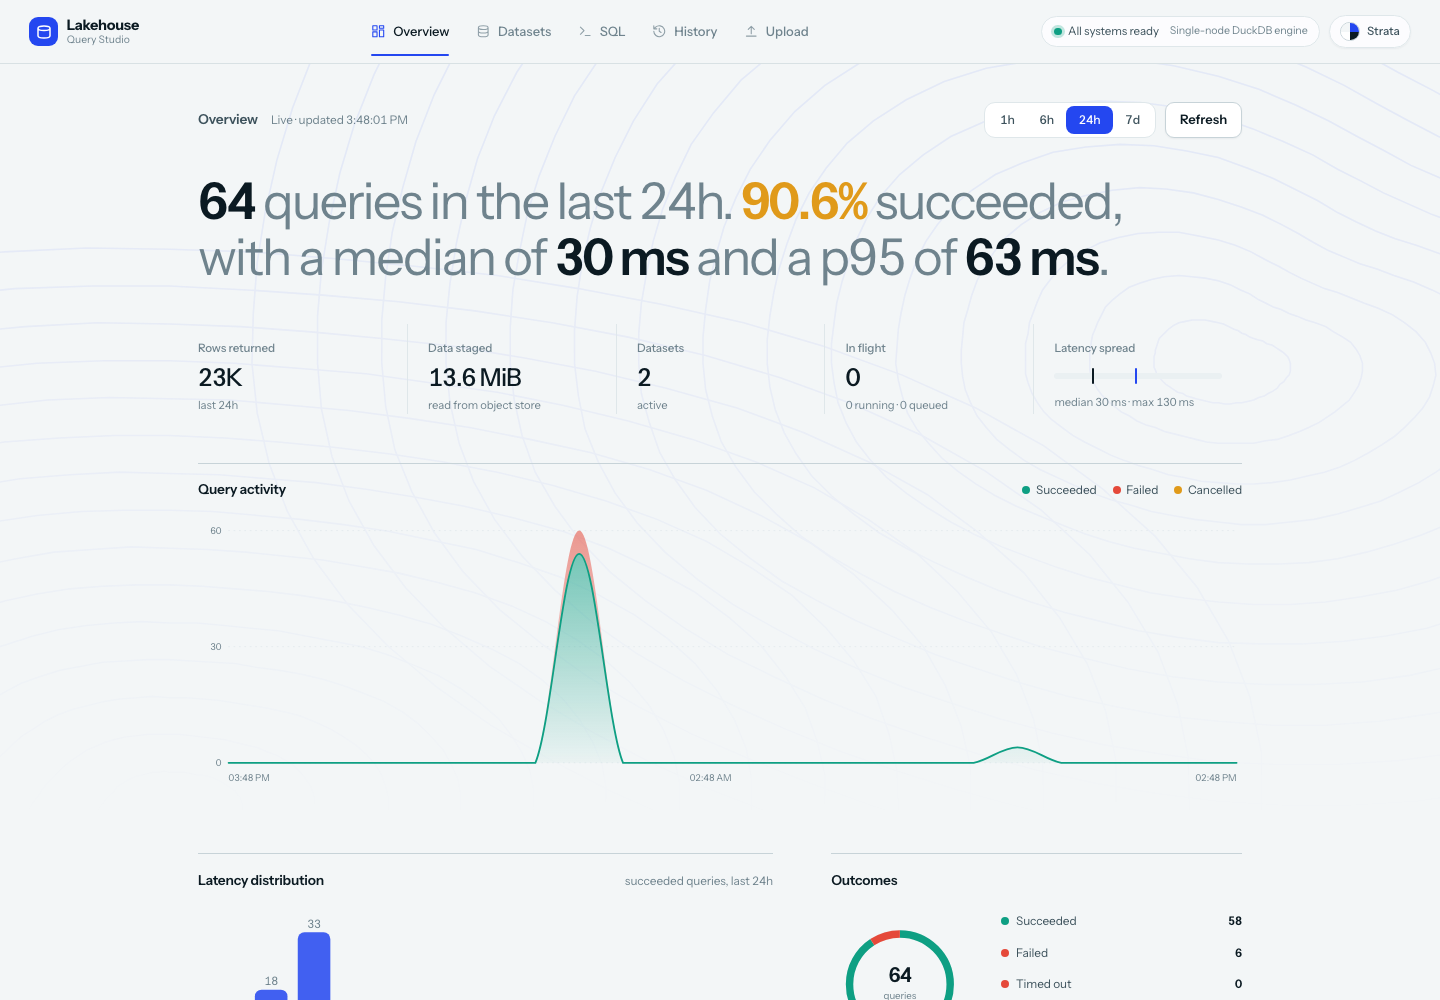 Lakehouse
Query Studio
Overview
Datasets
SQL
History
Upload
All systems ready
Single-node DuckDB engine
Strata
Overview
Live · updated 3:48:01 PM
1h
6h
24h
7d
Refresh
64 queries in the last 24h. 90.6% succeeded,
with a median of 30 ms and a p95 of 63 ms.
Rows returned
23K
last 24h
Data staged
13.6 MiB
read from object store
Datasets
2
active
In flight
0
0 running · 0 queued
Latency spread
median 30 ms · max 130 ms
Query activity
Succeeded
Failed
Cancelled
60
30
0
03:48 PM
02:48 AM
02:48 PM
Latency distribution
succeeded queries, last 24h
33
18
Outcomes
64
queries
Succeeded 58
Failed 6
Timed out 0